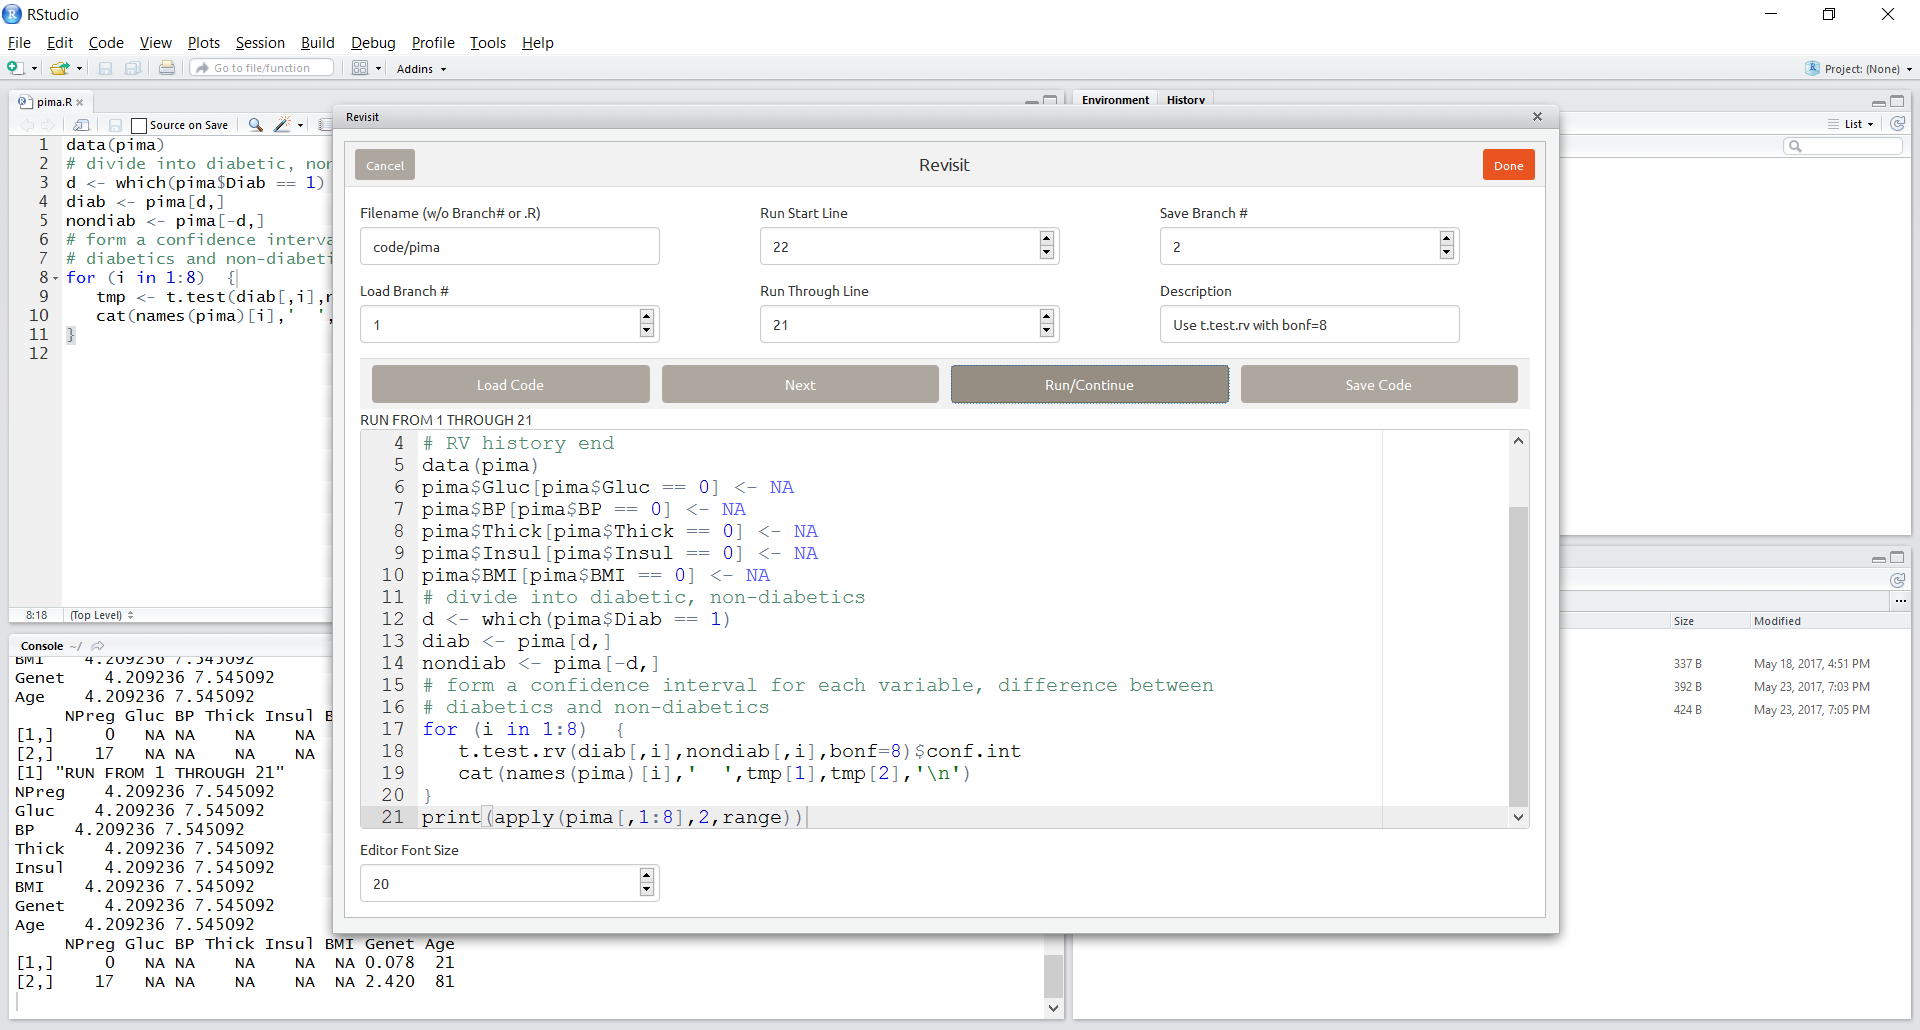 RStudio
File Edit Code View Plots Session Build Debug Profile Tools Help
Go to file/function
Addins
Project: (None)
pima.R
Source on Save
1 data(pima)
2 # divide into diabetic, nor
3 d <- which(pima$Diab == 1)
4 diab <- pima[d,]
5 nondiab <- pima[-d,]
6 # form a confidence interva
7 # diabetics and non-diabeti
8 for (i in 1:8)  {
9    tmp <- t.test(diab[,i],n
10    cat(names(pima)[i],'  ',
11 }
12
8:18 (Top Level)
Console ~/
BMI    4.209236 7.545092
Genet    4.209236 7.545092
Age    4.209236 7.545092
     NPreg Gluc BP Thick Insul B
[1,]     0   NA NA    NA    NA
[2,]    17   NA NA    NA    NA
[1] "RUN FROM 1 THROUGH 21"
NPreg    4.209236 7.545092
Gluc    4.209236 7.545092
BP    4.209236 7.545092
Thick    4.209236 7.545092
Insul    4.209236 7.545092
BMI    4.209236 7.545092
Genet    4.209236 7.545092
Age    4.209236 7.545092
     NPreg Gluc BP Thick Insul BMI Genet Age
[1,]     0   NA NA    NA    NA  NA 0.078  21
[2,]    17   NA NA    NA    NA  NA 2.420  81
Revisit
Cancel
Revisit
Done
Filename (w/o Branch# or .R)
code/pima
Run Start Line
22
Save Branch #
2
Load Branch #
1
Run Through Line
21
Description
Use t.test.rv with bonf=8
Load Code
Next
Run/Continue
Save Code
RUN FROM 1 THROUGH 21
4 # RV history end
5 data(pima)
6 pima$Gluc[pima$Gluc == 0] <- NA
7 pima$BP[pima$BP == 0] <- NA
8 pima$Thick[pima$Thick == 0] <- NA
9 pima$Insul[pima$Insul == 0] <- NA
10 pima$BMI[pima$BMI == 0] <- NA
11 # divide into diabetic, non-diabetics
12 d <- which(pima$Diab == 1)
13 diab <- pima[d,]
14 nondiab <- pima[-d,]
15 # form a confidence interval for each variable, difference between
16 # diabetics and non-diabetics
17 for (i in 1:8)  {
18    t.test.rv(diab[,i],nondiab[,i],bonf=8)$conf.int
19    cat(names(pima)[i],'  ',tmp[1],tmp[2],'\n')
20 }
21 print(apply(pima[,1:8],2,range))
Editor Font Size
20
Environment History
List
Size Modified
337 B May 18, 2017, 4:51 PM
392 B May 23, 2017, 7:03 PM
424 B May 23, 2017, 7:05 PM